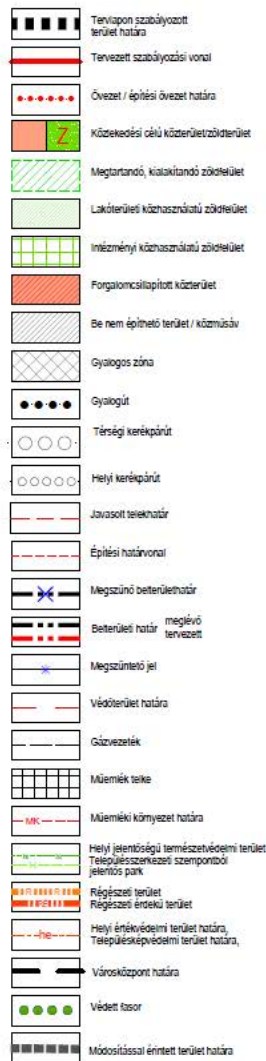 Tervlapon szabályozott
terület határa
Tervezett szabályozási vonal
Övezet / építési övezet határa
Z
Közlekedési célú közterület/zöldterület
Megtartandó, kialakítandó zöldfelület
Lakóterületi közhasználatú zöldfelület
Intézményi közhasználatú zöldfelület
Forgalomcsillapított közterület
Be nem építhető terület / közműsáv
Gyalogos zóna
Gyalogút
Térségi kerékpárút
Helyi kerékpárút
Javasolt telekhatár
Építési határvonal
Megszűnő belterülethatár
Belterületi határ meglévő
tervezett
Megszüntető jel
Védőterület határa
Gázvezeték
Műemlék telke
MK
Műemléki környezet határa
Helyi jelentőségű természetvédelmi terület
Településszerkezeti szempontból
jelentős park
Régészeti terület
Régészeti érdekű terület
he
Helyi értékvédelmi terület határa,
Településképvédelmi terület határa,
Városközpont határa
Védett fasor
Módosítással érintett terület határa